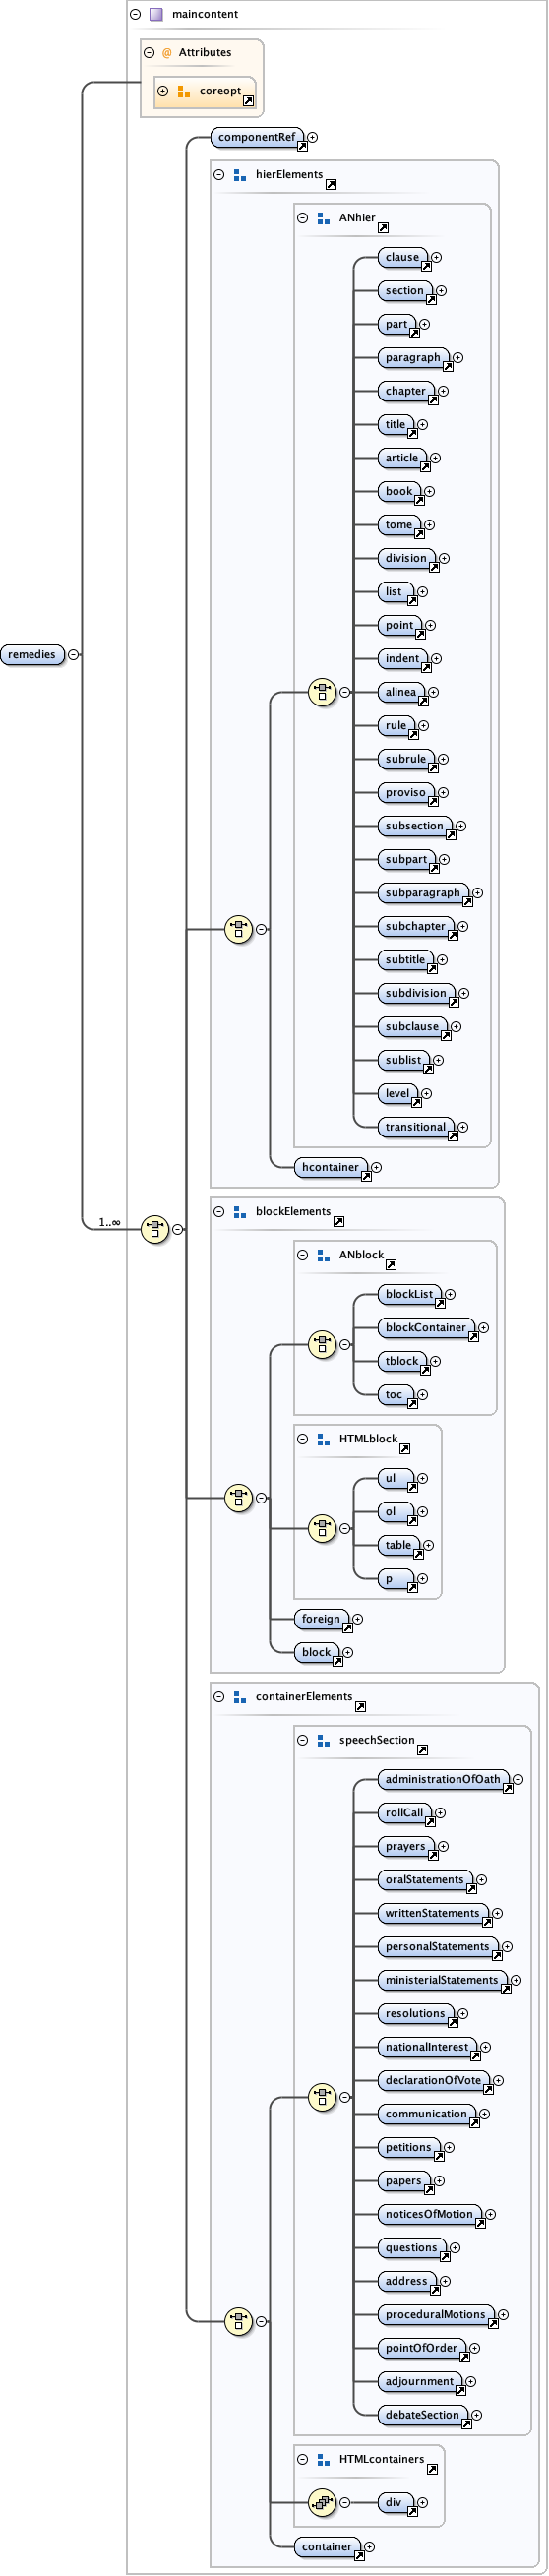 maincontent
@ Attributes
coreopt
componentRef
hierElements
ANhier
clause
section
part
paragraph
chapter
title
article
book
tome
division
list
point
remedies
indent
alinea
rule
subrule
proviso
subsection
subpart
subparagraph
subchapter
subtitle
subdivision
subclause
sublist
level
transitional
hcontainer
1..∞
blockElements
ANblock
blockList
blockContainer
tblock
toc
HTMLblock
ul
ol
table
p
foreign
block
containerElements
speechSection
administrationOfOath
rollCall
prayers
oralStatements
writtenStatements
personalStatements
ministerialStatements
resolutions
nationalInterest
declarationOfVote
communication
petitions
papers
noticesOfMotion
questions
address
proceduralMotions
pointOfOrder
adjournment
debateSection
HTMLcontainers
div
container